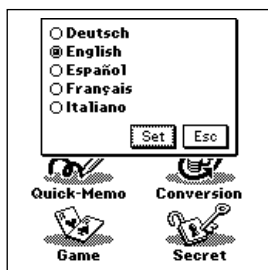 Deutsch
English
Español
Français
Italiano
Set Esc
Quick-Memo Conversion
Game Secret